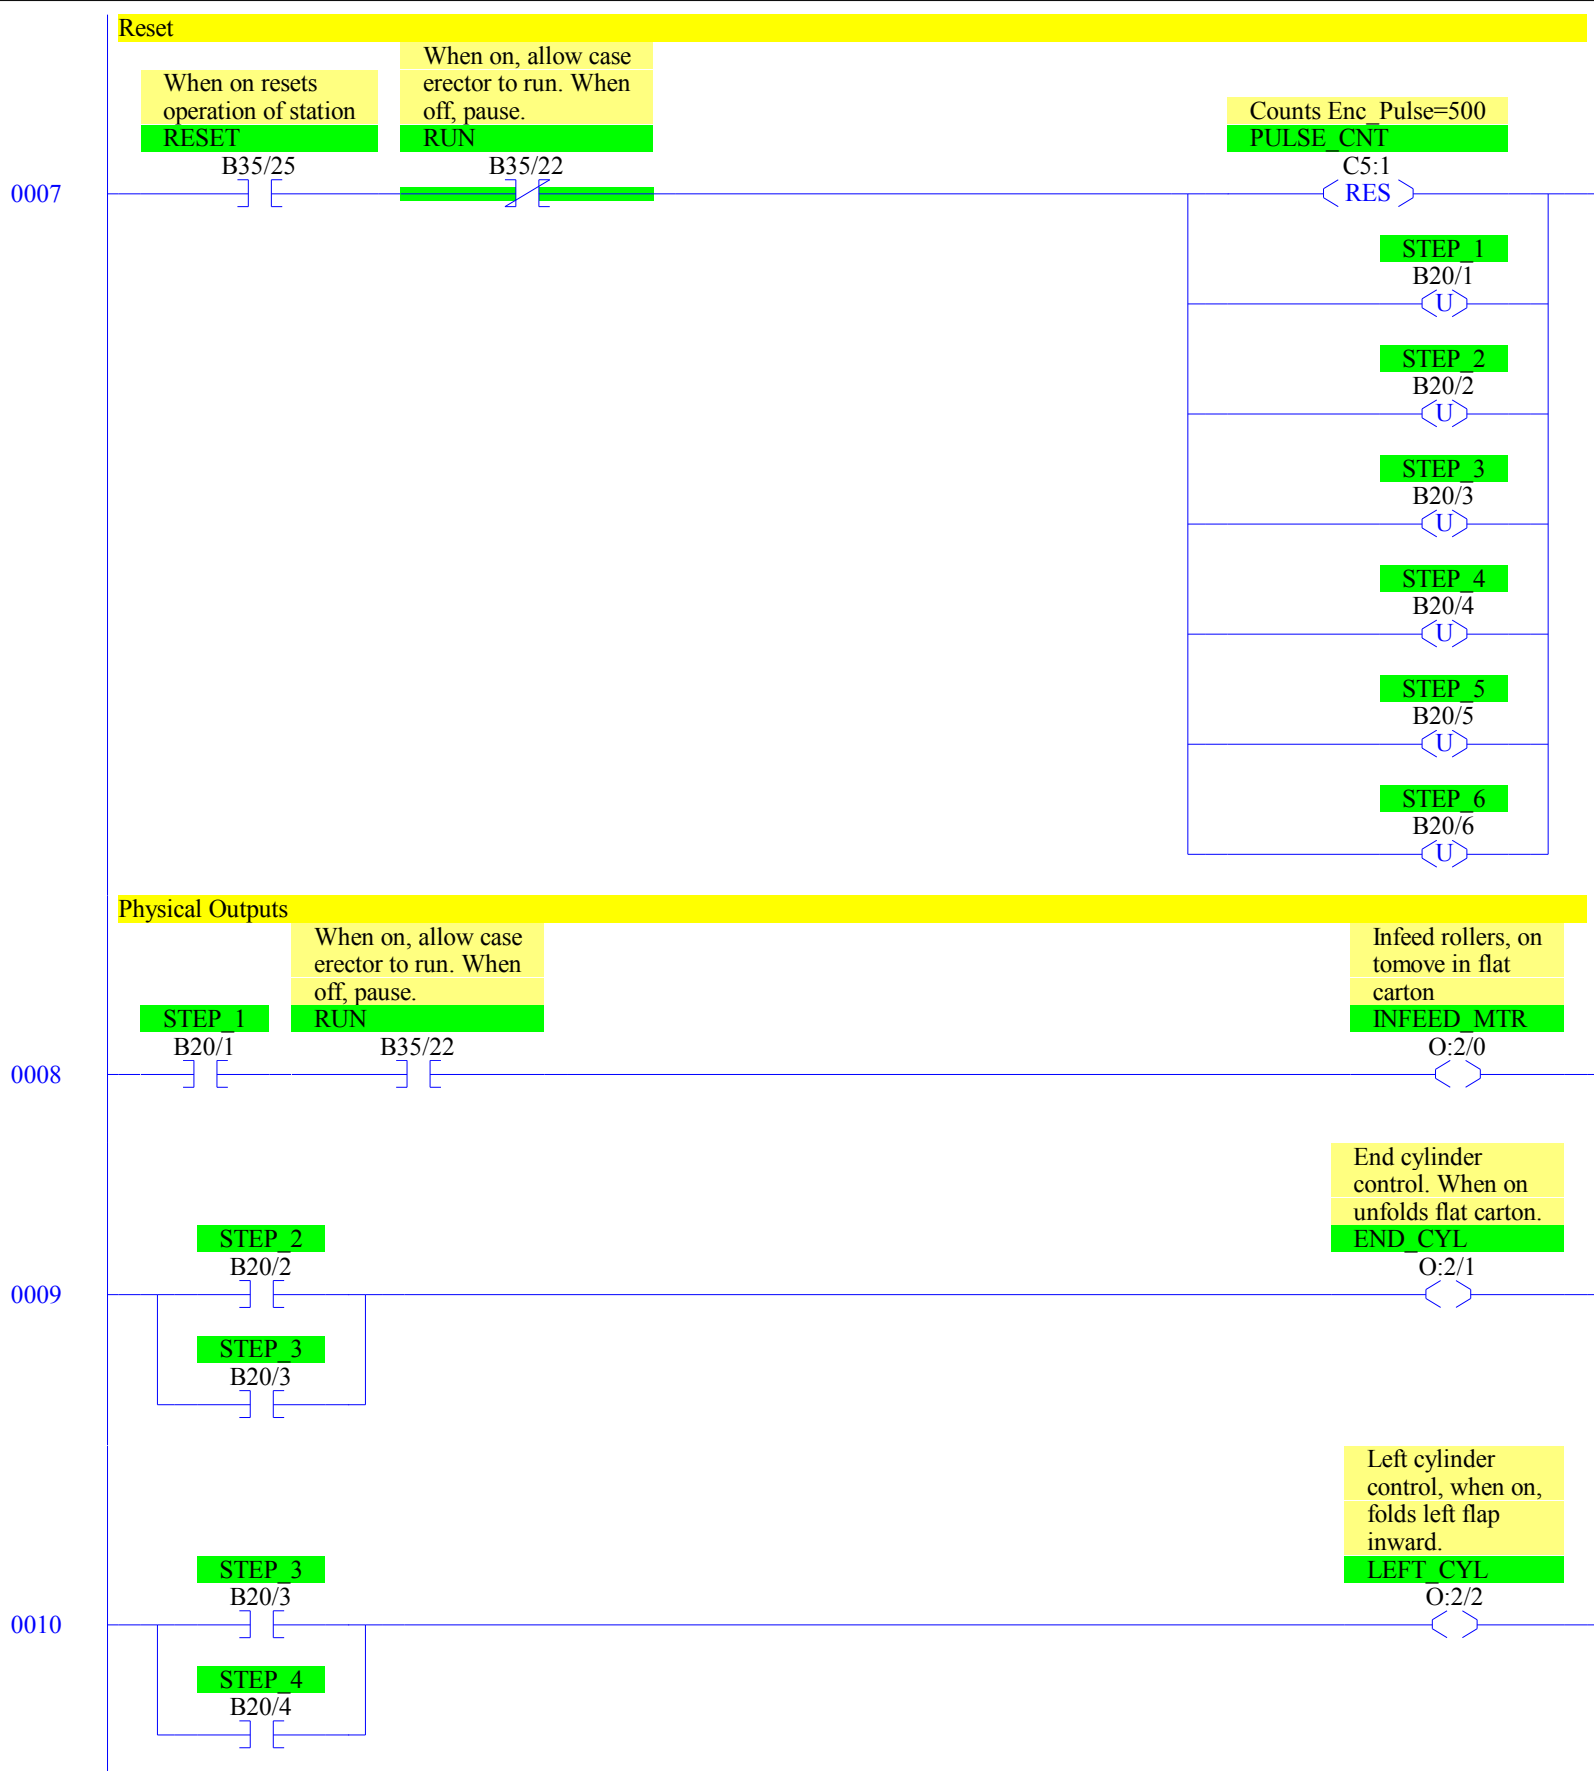 Reset
When on resets
operation of station
RESET
B35/25
When on, allow case
erector to run. When
off, pause.
RUN
B35/22
Counts Enc_Pulse=500
PULSE_CNT
C5:1
0007
RES
STEP_1
B20/1
U
STEP_2
B20/2
U
STEP_3
B20/3
U
STEP_4
B20/4
U
STEP_5
B20/5
U
STEP_6
B20/6
U
Physical Outputs
STEP_1
B20/1
When on, allow case
erector to run. When
off, pause.
RUN
B35/22
Infeed rollers, on
tomove in flat
carton
INFEED_MTR
O:2/0
0008
End cylinder
control. When on
unfolds flat carton.
END_CYL
O:2/1
STEP_2
B20/2
0009
STEP_3
B20/3
Left cylinder
control, when on,
folds left flap
inward.
LEFT_CYL
O:2/2
STEP_3
B20/3
0010
STEP_4
B20/4